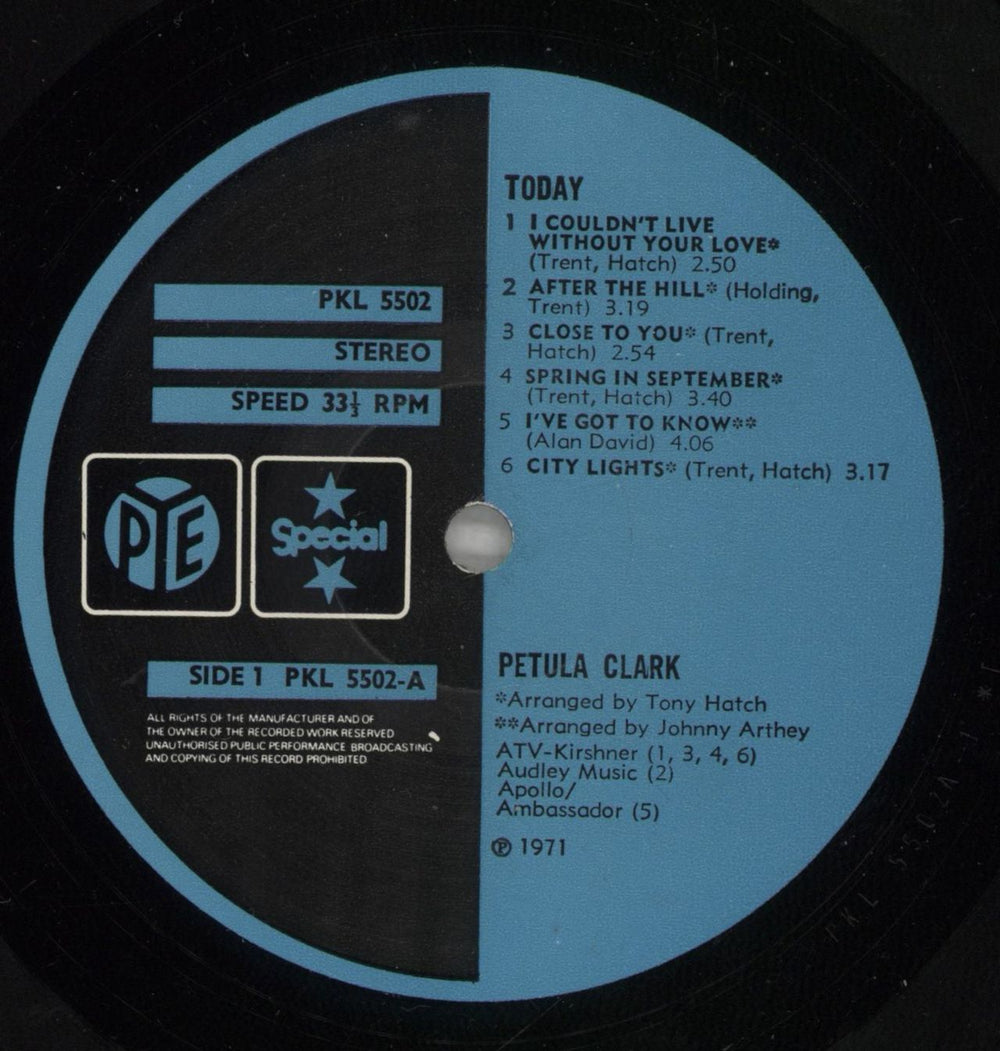 PKL 5502
STEREO
SPEED 33⅓ RPM
PYE
Special
SIDE 1 PKL 5502-A
ALL RIGHTS OF THE MANUFACTURER AND OF
THE OWNER OF THE RECORDED WORK RESERVED
UNAUTHORISED PUBLIC PERFORMANCE BROADCASTING
AND COPYING OF THIS RECORD PROHIBITED
TODAY
1 I COULDN'T LIVE
WITHOUT YOUR LOVE*
(Trent, Hatch) 2.50
2 AFTER THE HILL* (Holding,
Trent) 3.19
3 CLOSE TO YOU* (Trent,
Hatch) 2.54
4 SPRING IN SEPTEMBER*
(Trent, Hatch) 3.40
5 I'VE GOT TO KNOW**
(Alan David) 4.06
6 CITY LIGHTS* (Trent, Hatch) 3.17
PETULA CLARK
*Arranged by Tony Hatch
**Arranged by Johnny Arthey
ATV-Kirshner (1, 3, 4, 6)
Audley Music (2)
Apollo/
Ambassador (5)
℗ 1971